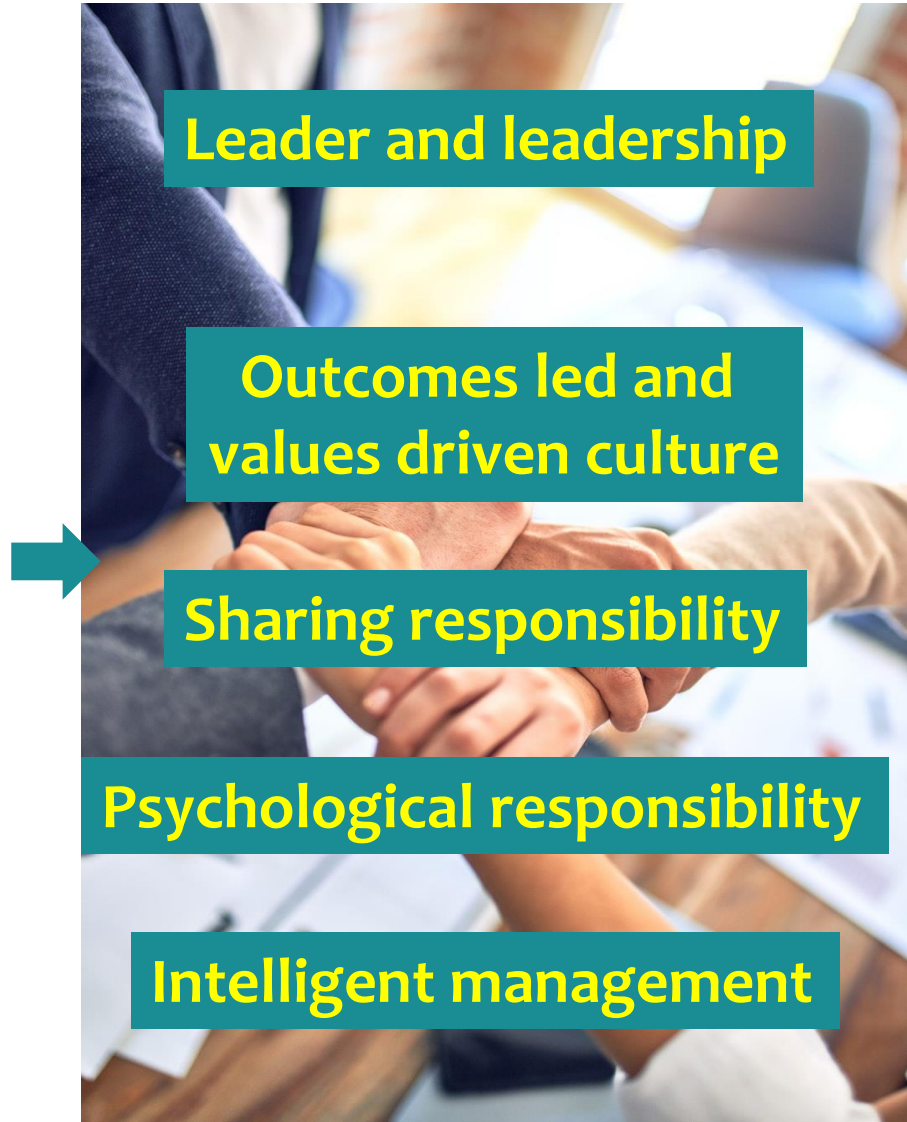 Leader and leadership
Outcomes led and
values driven culture
Sharing responsibility
Psychological responsibility
Intelligent management